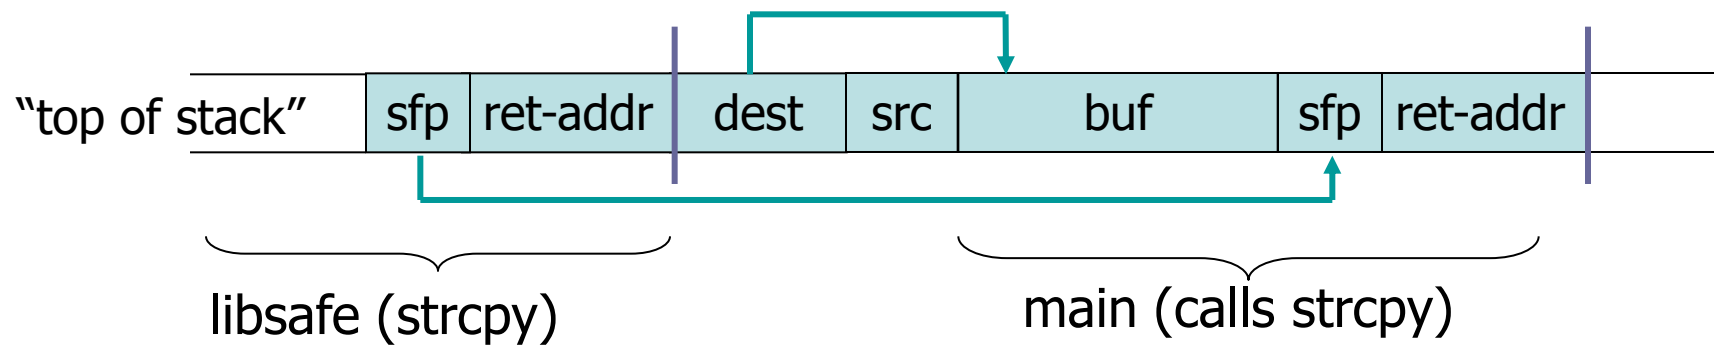 “top of stack” sfp ret-addr dest src buf sfp ret-addr
libsafe (strcpy) main (calls strcpy)